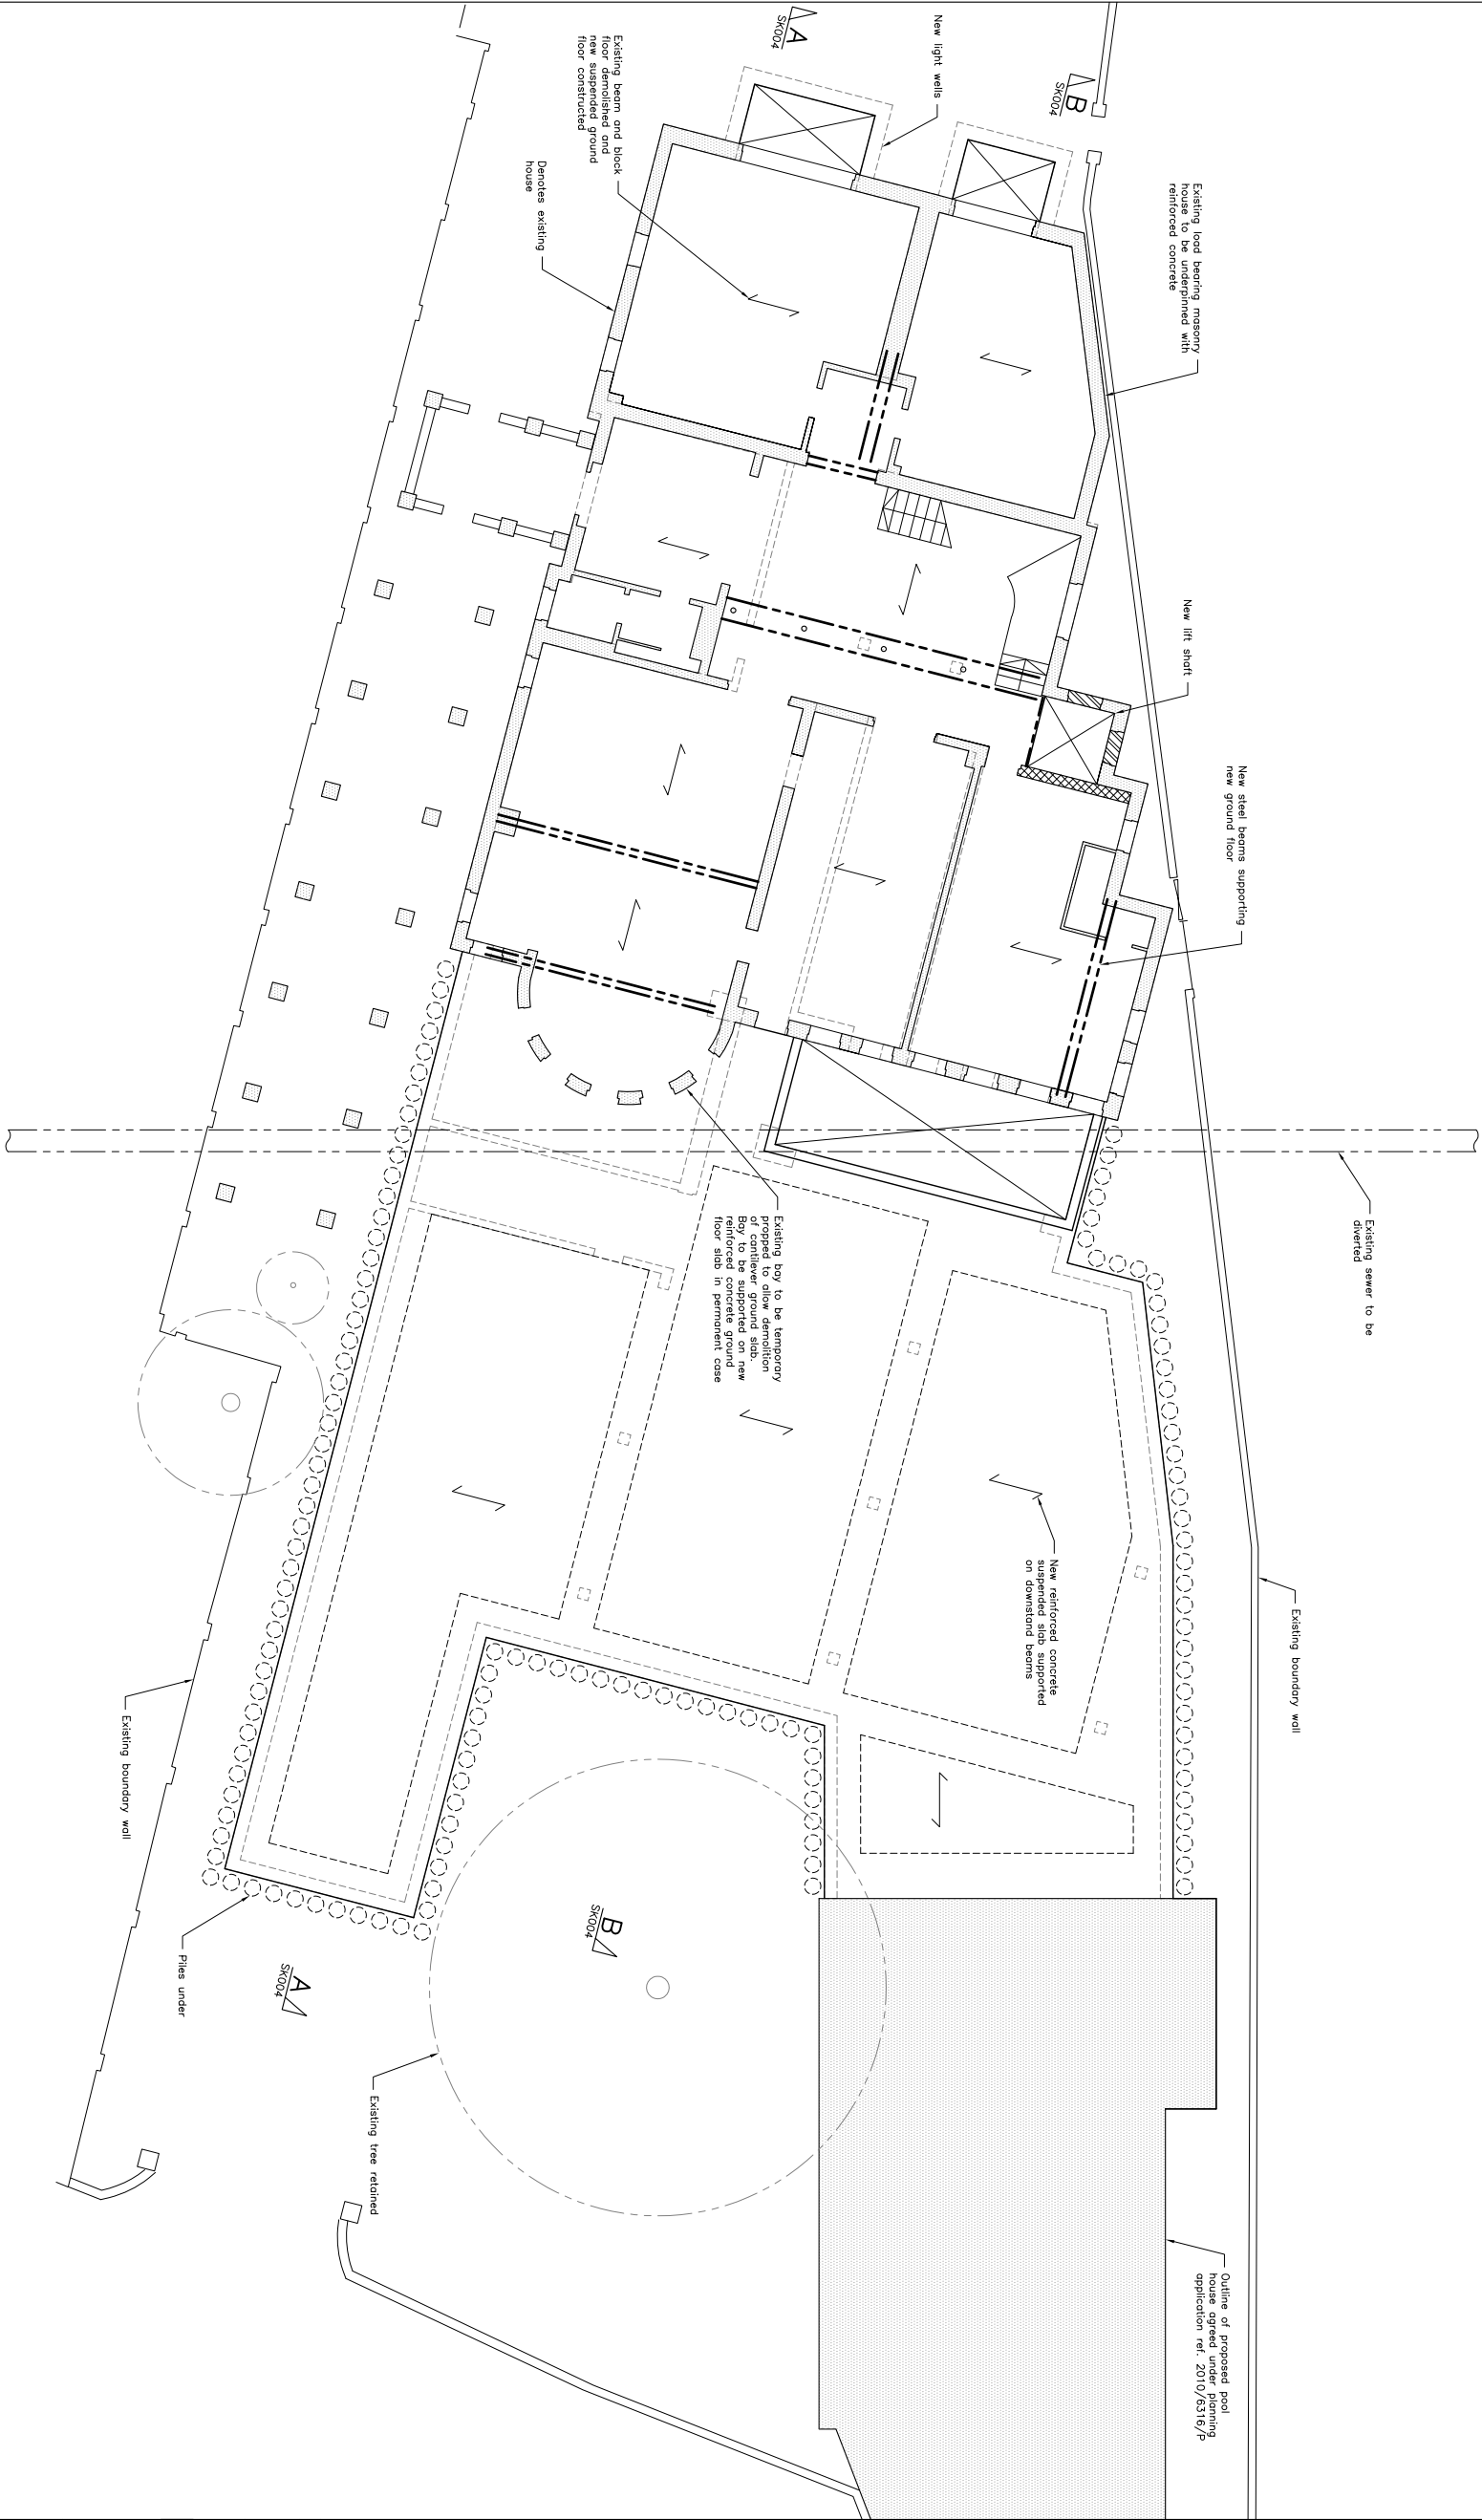 A
SK004
B
SK004
New light wells
Existing beam and block
floor demolished and
new suspended ground
floor constructed
Denotes existing
house
Existing load bearing masonry
house to be underpinned with
reinforced concrete
New lift shaft
New steel beams supporting
new ground floor
Existing sewer to be
diverted
Existing bay to be temporary
propped to allow demolition
of cantilever ground slab.
Bay to be supported on new
reinforced concrete ground
floor slab in permanent case
New reinforced concrete
suspended slab supported
on downstand beams
Existing boundary wall
Existing boundary wall
Piles under
B
SK004
A
SK004
Existing tree retained
Outline of proposed pool
house agreed under planning
application ref. 2010/6316/P